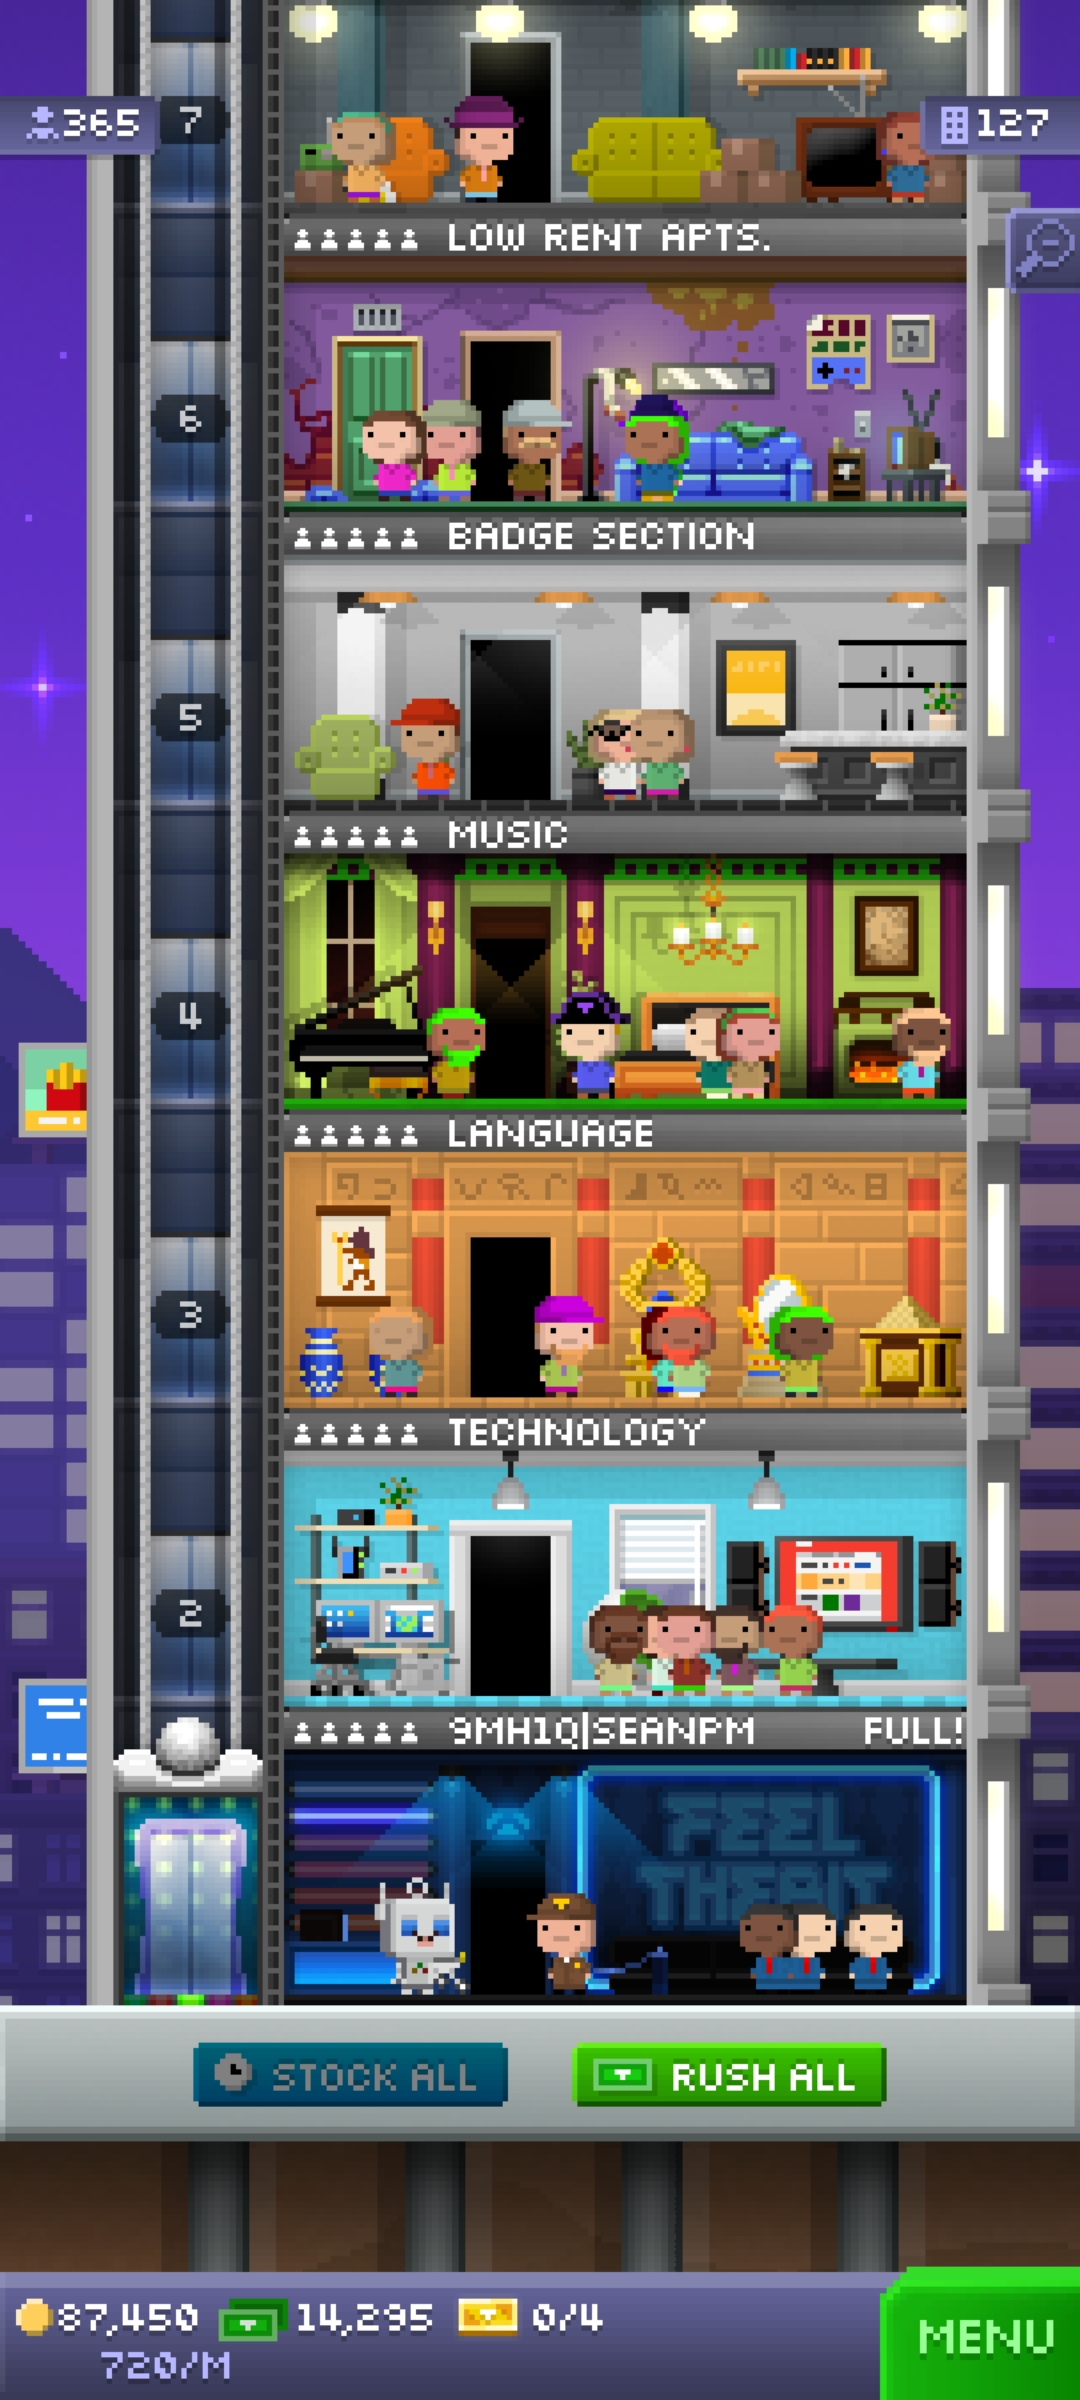 365
7
127
LOW RENT APTS.
6
BADGE SECTION
5
MUSIC
4
LANGUAGE
3
TECHNOLOGY
2
9MH1Q|SEANPM FULL!
FEEL
THE BIT
STOCK ALL
RUSH ALL
87,450
14,295
0/4
720/M
MENU